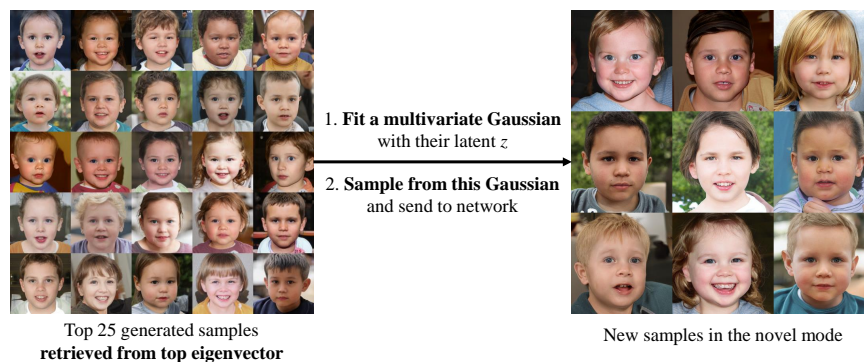 1. Fit a multivariate Gaussian
with their latent z
2. Sample from this Gaussian
and send to network
Top 25 generated samples
retrieved from top eigenvector
New samples in the novel mode